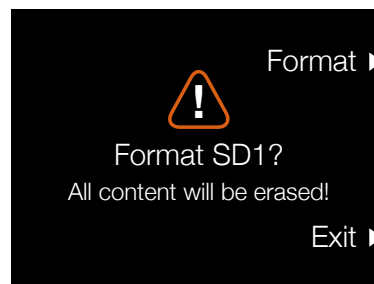 Format
!
Format SD1?
All content will be erased!
Exit